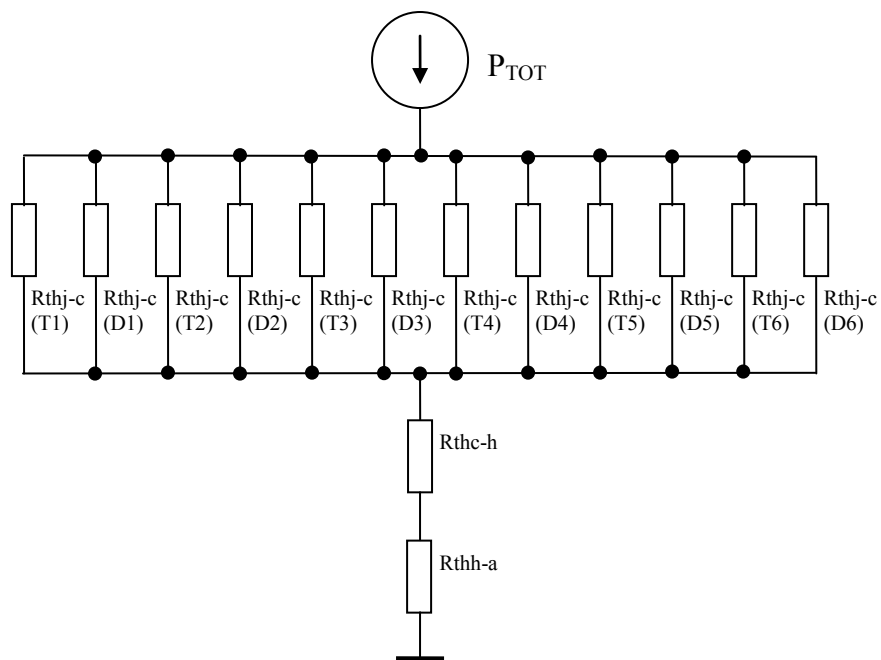 PTOT
Rthj-c
(T1)
Rthj-c
(D1)
Rthj-c
(T2)
Rthj-c
(D2)
Rthj-c
(T3)
Rthj-c
(D3)
Rthj-c
(T4)
Rthj-c
(D4)
Rthj-c
(T5)
Rthj-c
(D5)
Rthj-c
(T6)
Rthj-c
(D6)
Rthc-h
Rthh-a